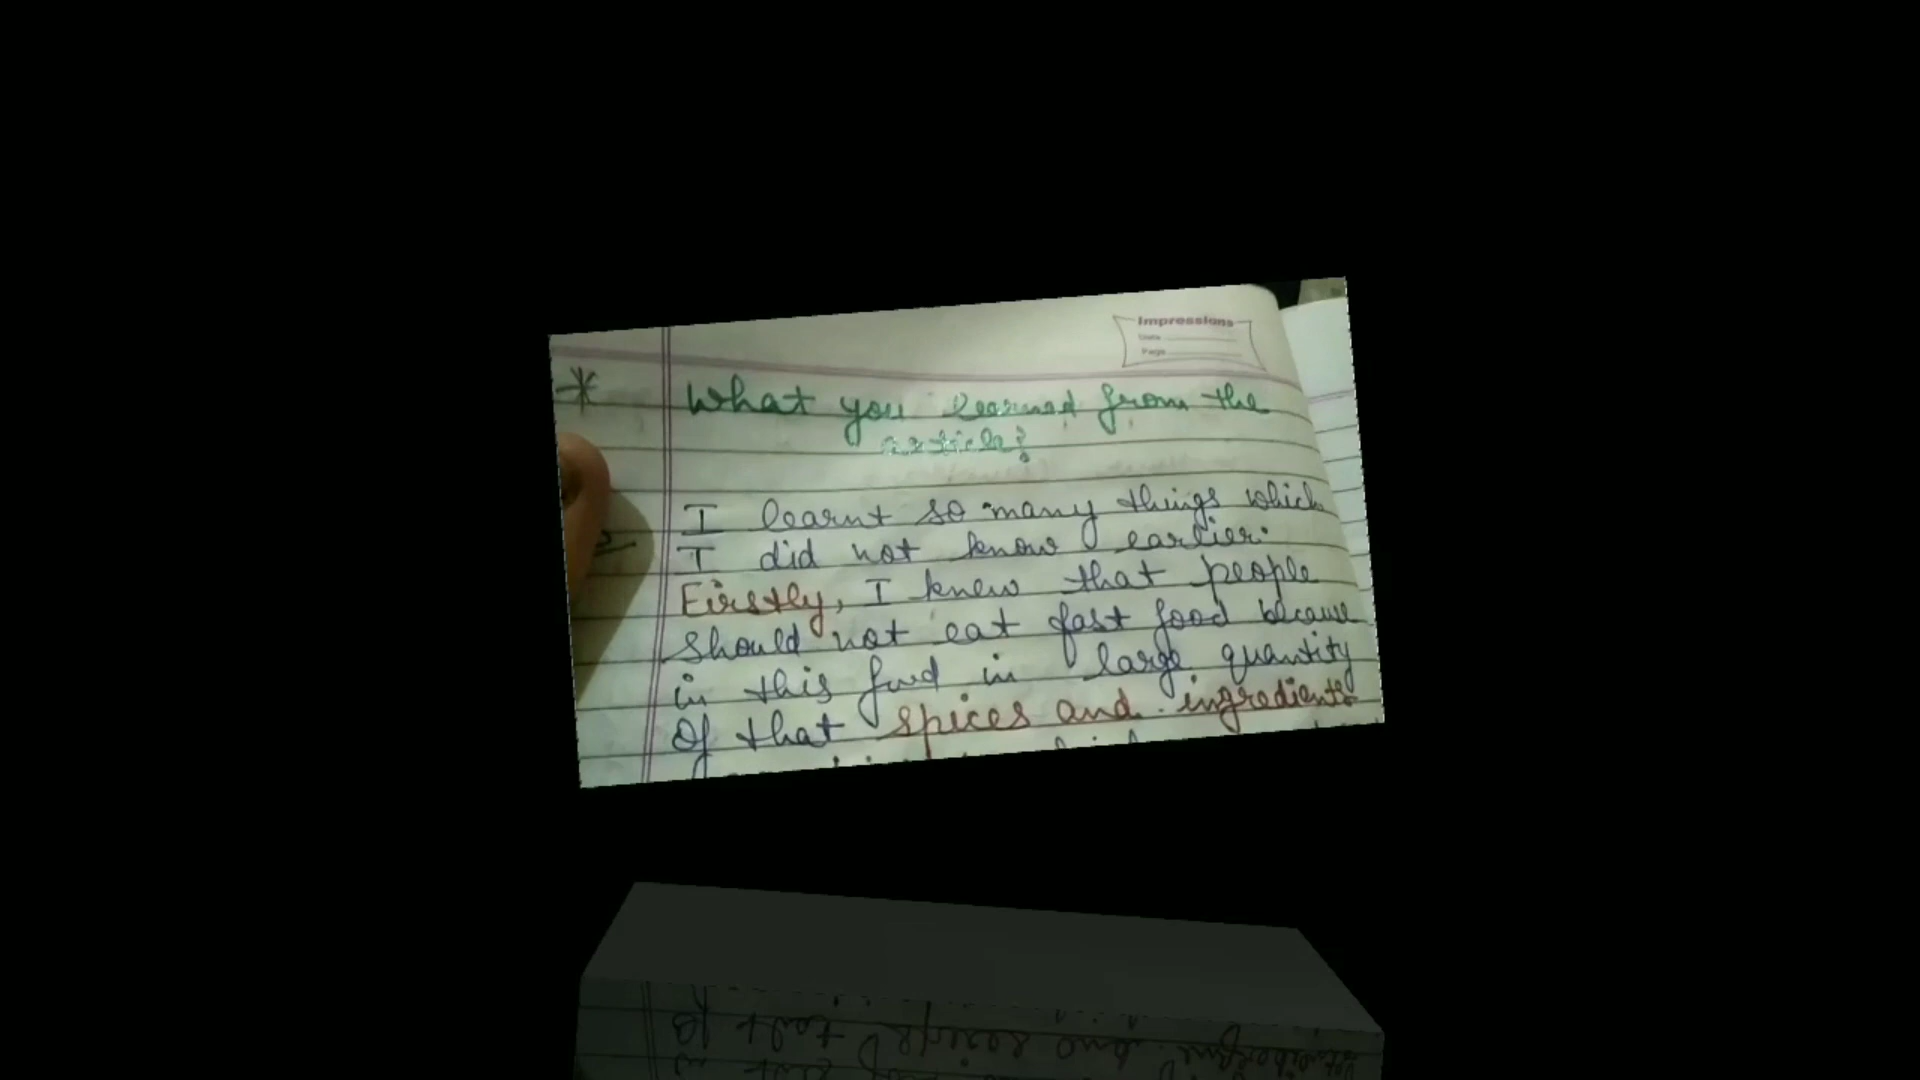 Impressions
Date
Page
* What you learned from the
article?
I learnt so many things which
I did not know earlier.
Firstly, I knew that people
should not eat fast food because
in this food in large quantity
of that spices and ingredients